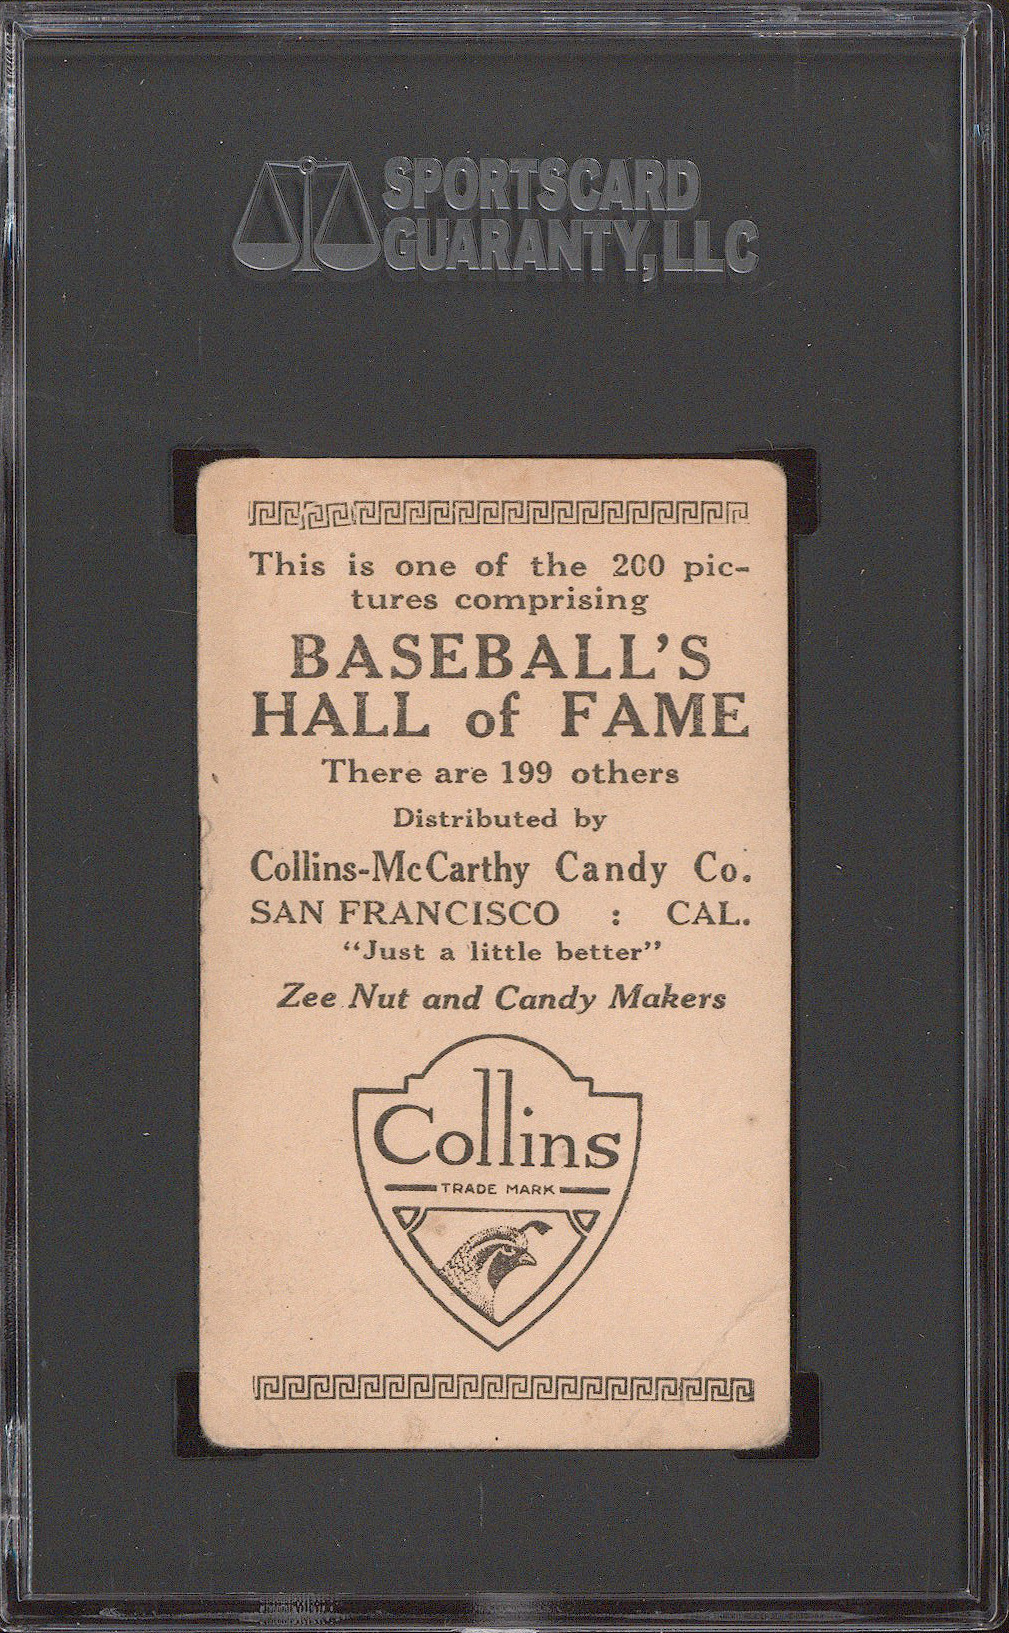 SPORTSCARD
GUARANTY, LLC
This is one of the 200 pic-
tures comprising
BASEBALL'S
HALL of FAME
There are 199 others
Distributed by
Collins-McCarthy Candy Co.
SAN FRANCISCO : CAL.
“Just a little better”
Zee Nut and Candy Makers
Collins
TRADE MARK